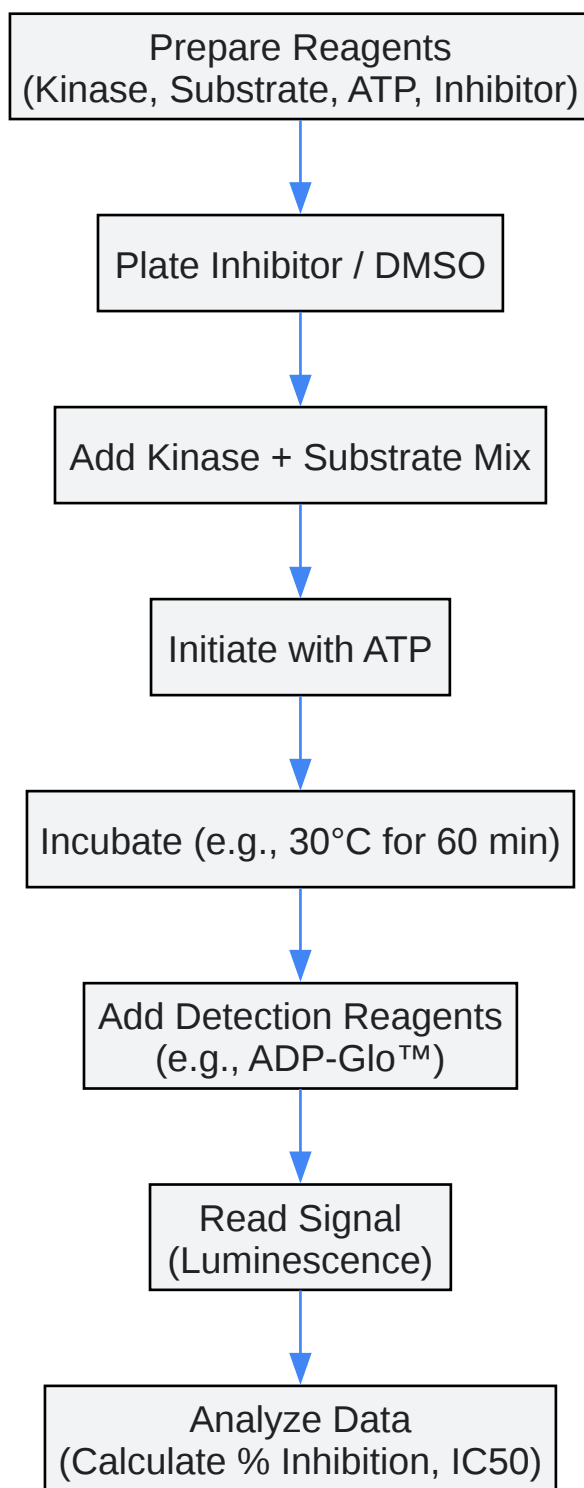 Prepare Reagents
(Kinase, Substrate, ATP, Inhibitor)
Plate Inhibitor / DMSO
Add Kinase + Substrate Mix
Initiate with ATP
Incubate (e.g., 30°C for 60 min)
Add Detection Reagents
(e.g., ADP-Glo™)
Read Signal
(Luminescence)
Analyze Data
(Calculate % Inhibition, IC50)